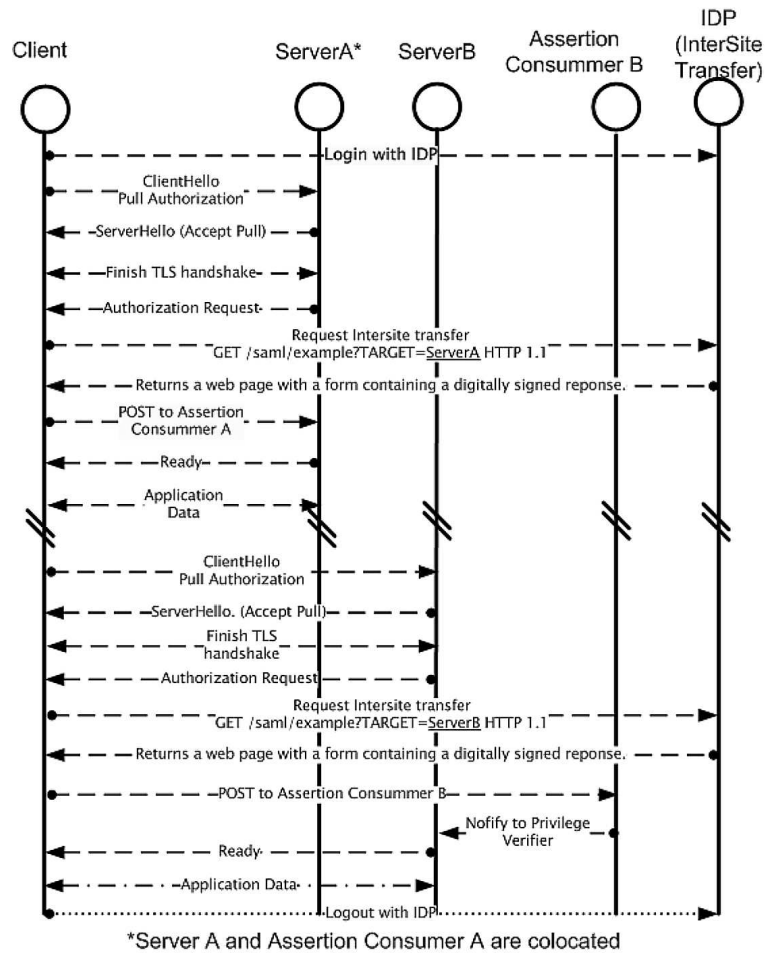 Client
ServerA*
ServerB
Assertion
Consummer B
IDP
(InterSite
Transfer)
Login with IDP
ClientHello
Pull Authorization
ServerHello (Accept Pull)
Finish TLS handshake
Authorization Request
Request Intersite transfer
GET /saml/example?TARGET=ServerA HTTP 1.1
Returns a web page with a form containing a digitally signed reponse.
POST to Assertion
Consummer A
Ready
Application
Data
ClientHello
Pull Authorization
ServerHello. (Accept Pull)
Finish TLS
handshake
Authorization Request
Request Intersite transfer
GET /saml/example?TARGET=ServerB HTTP 1.1
Returns a web page with a form containing a digitally signed reponse.
POST to Assertion Consummer B
Nofify to Privilege
Verifier
Ready
Application Data
Logout with IDP
*Server A and Assertion Consumer A are colocated